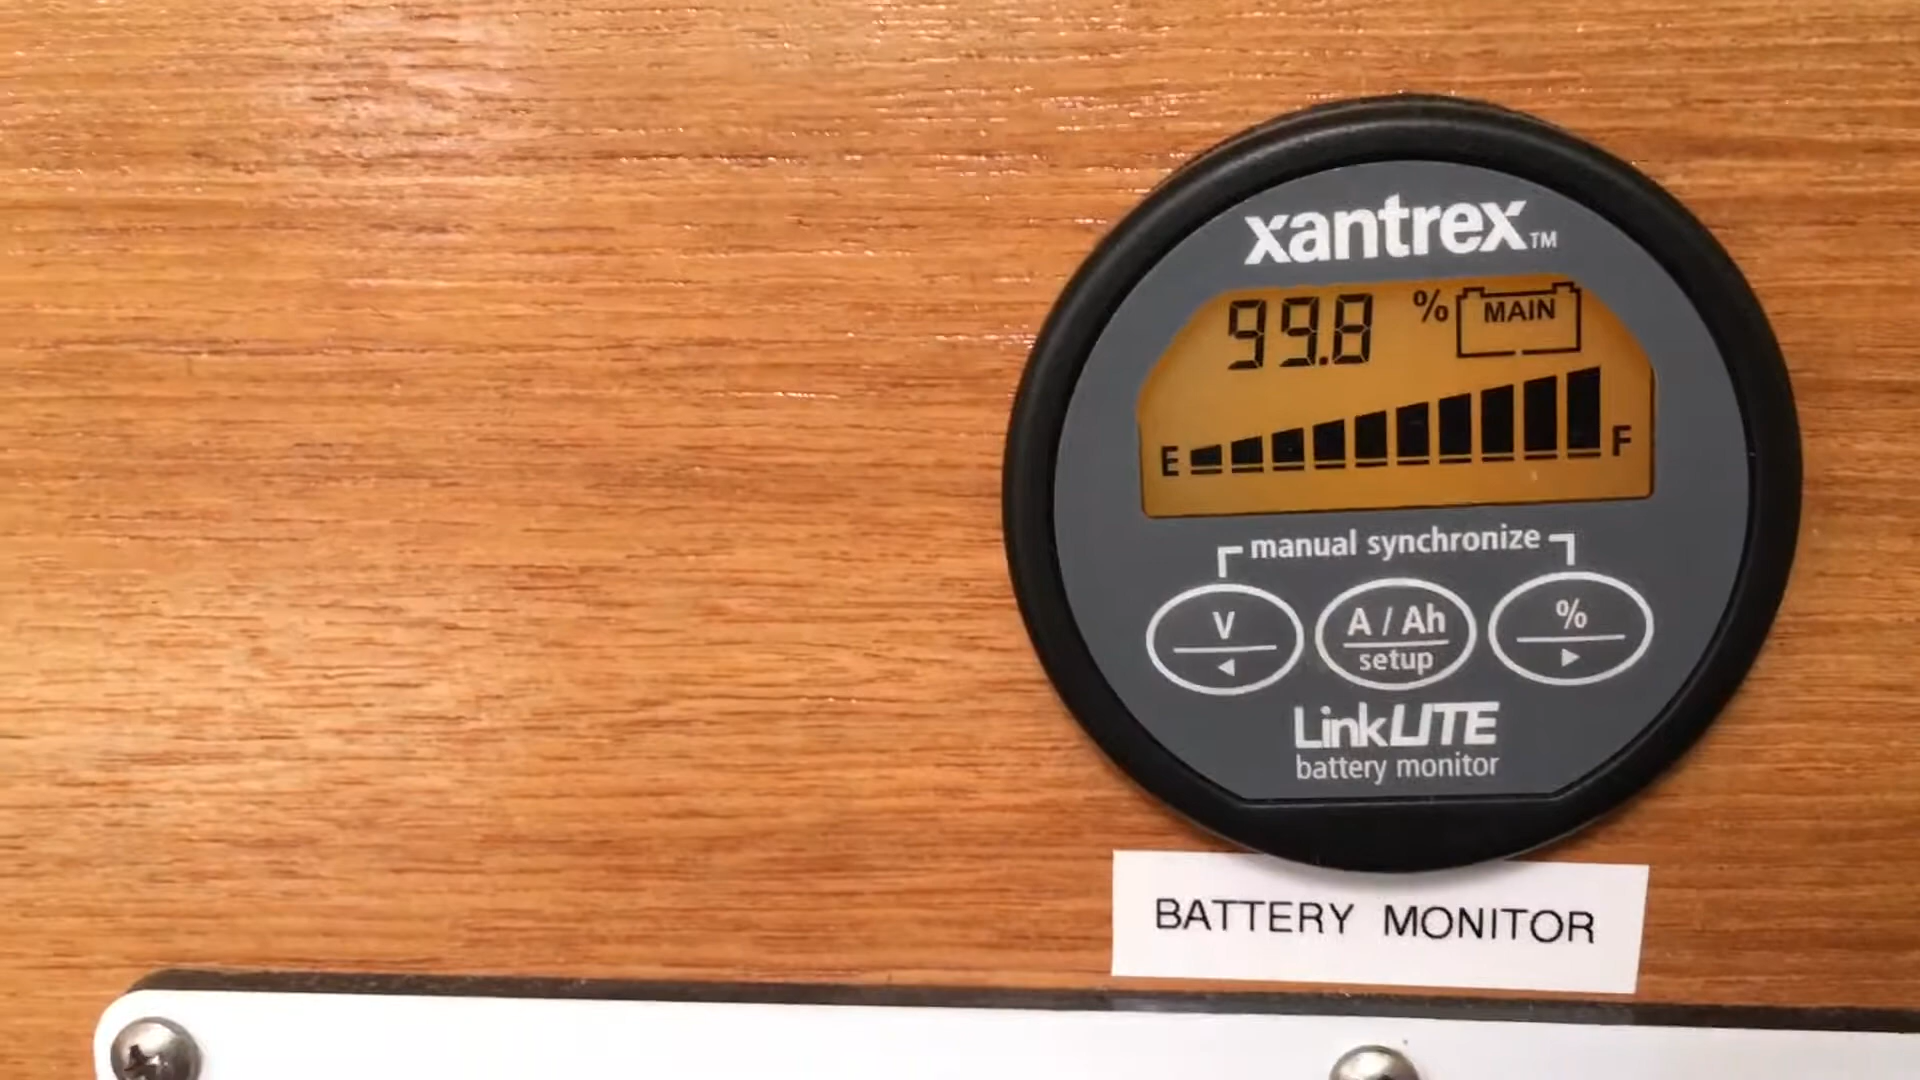 xantrex™
99.8 % MAIN
E F
manual synchronize
V A / Ah %
◄ setup ►
LinkLITE
battery monitor
BATTERY MONITOR